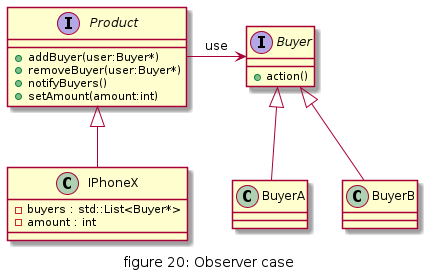 I Product
addBuyer(user:Buyer*)
removeBuyer(user:Buyer*)
notifyBuyers()
setAmount(amount:int)
use
I Buyer
action()
C IPhoneX
buyers : std::List<Buyer*>
amount : int
C BuyerA
C BuyerB
figure 20: Observer case